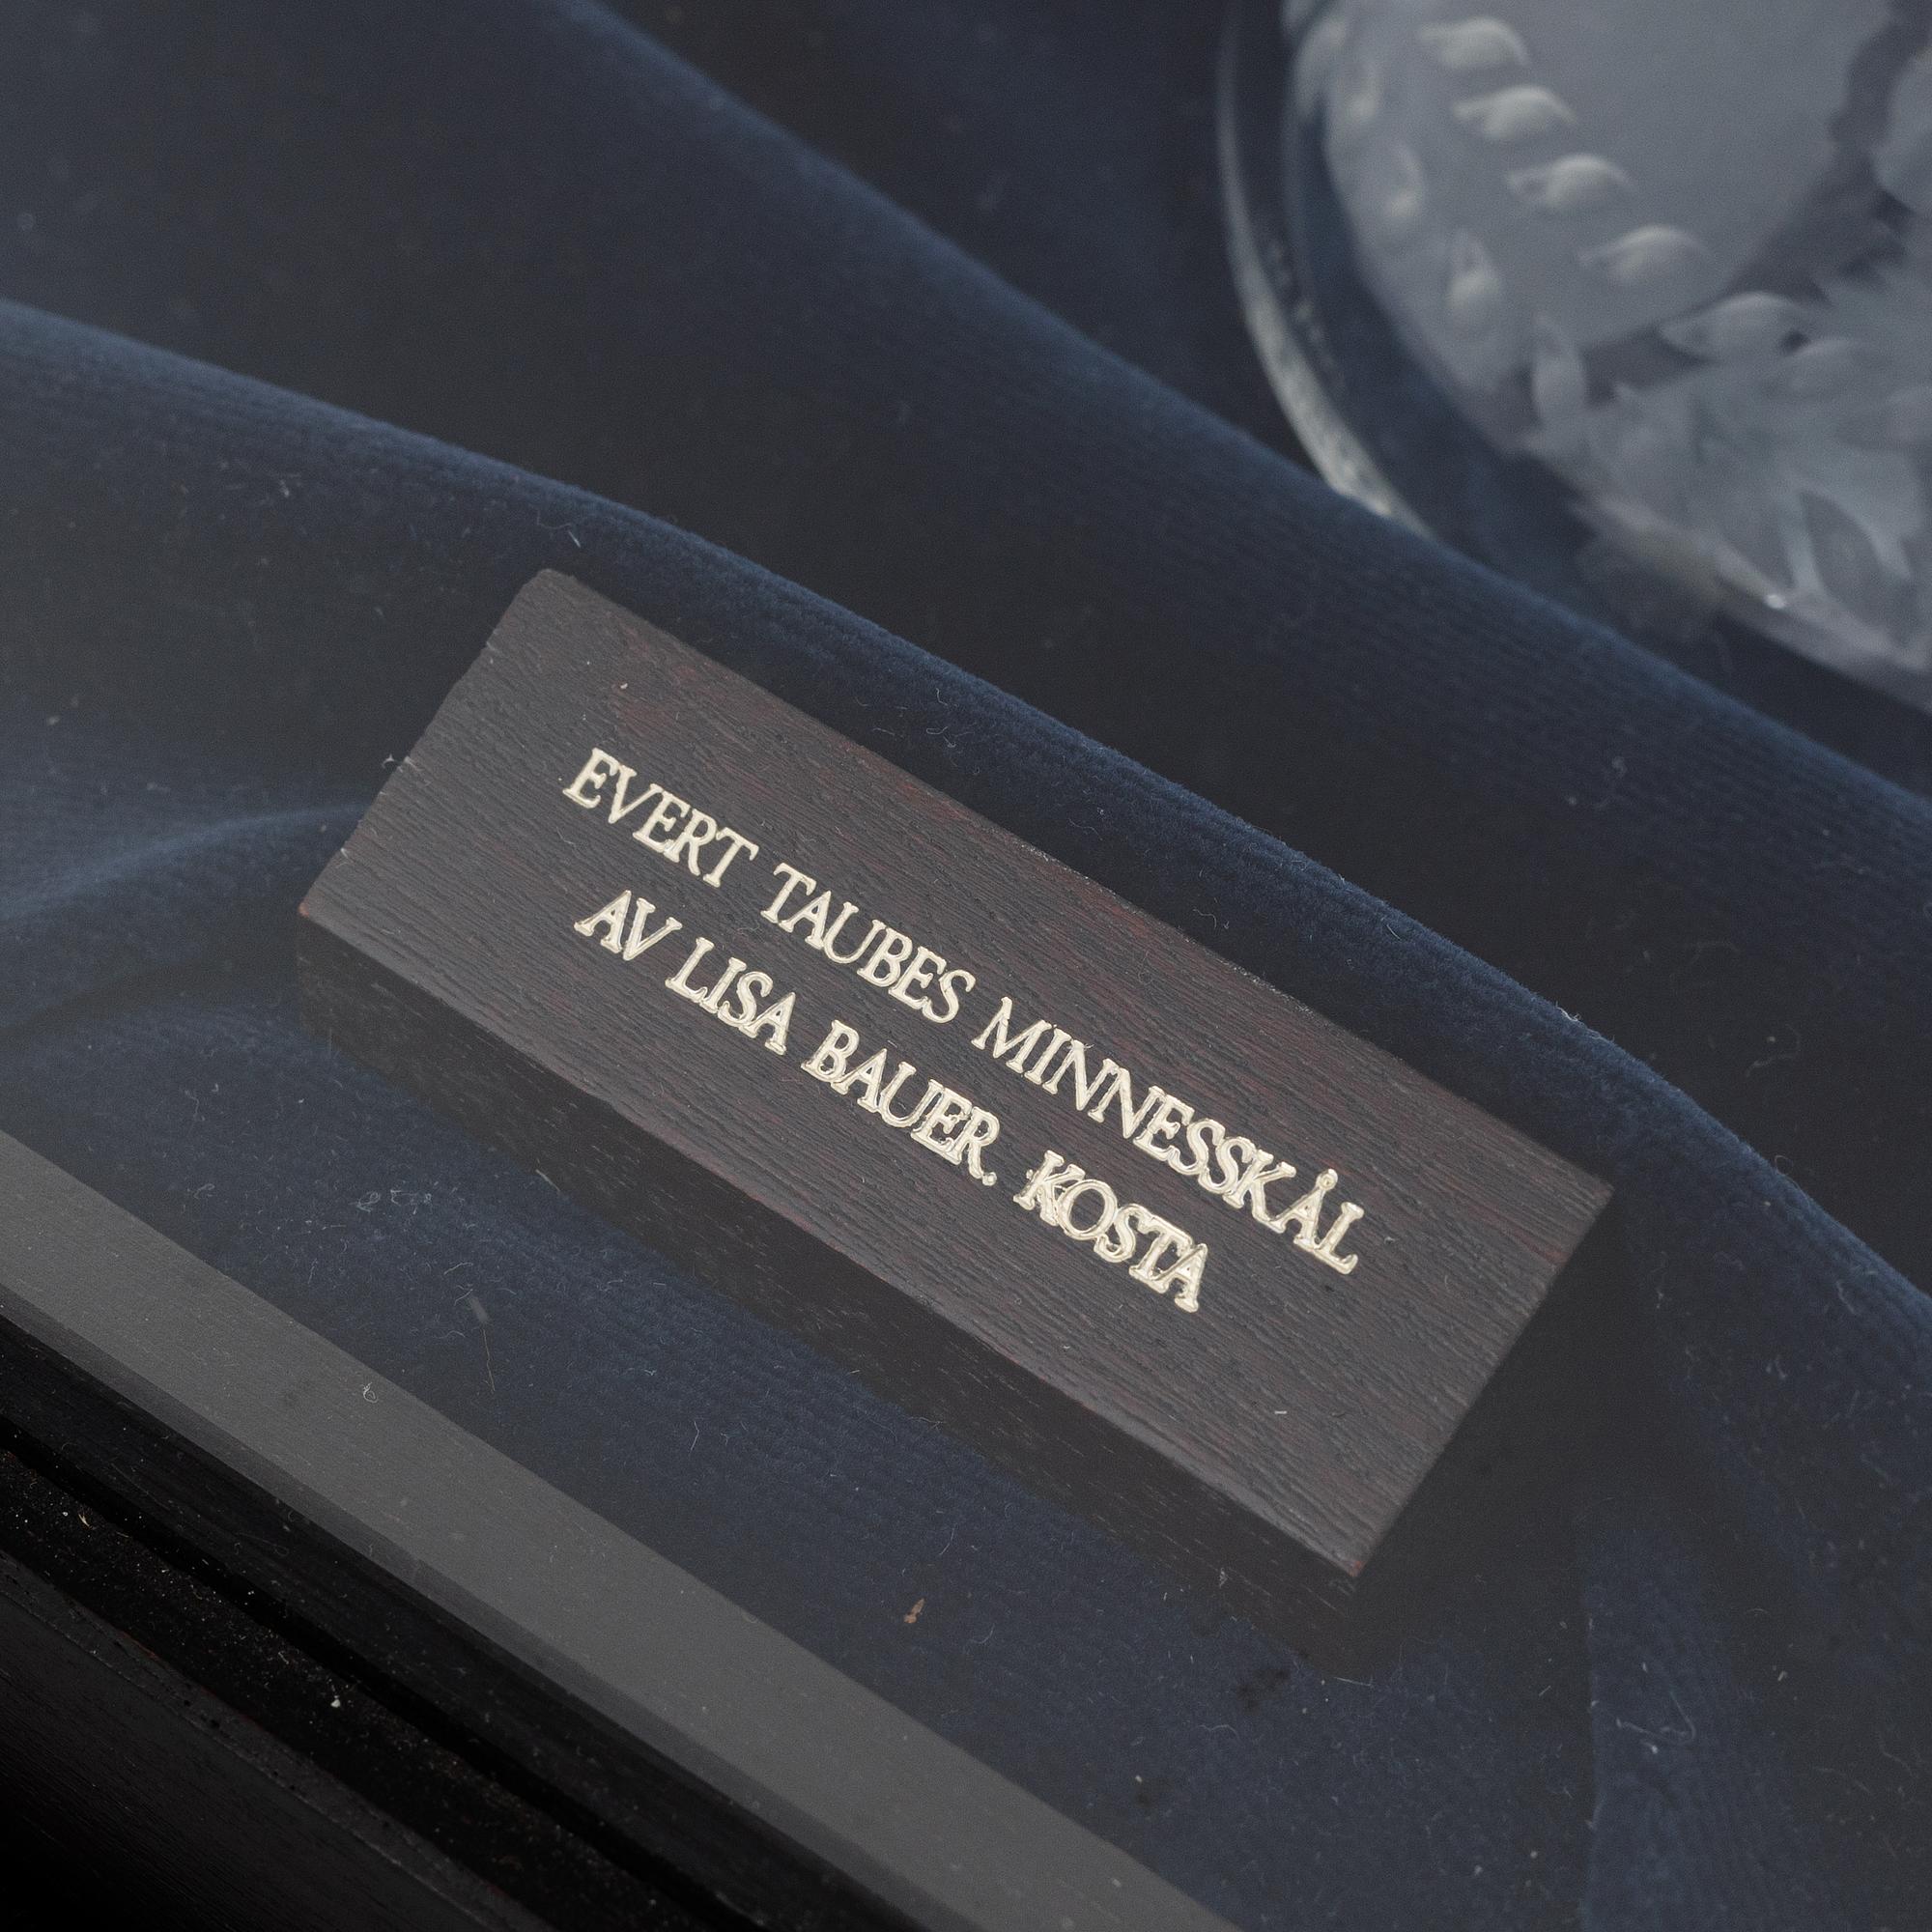 EVERT TAUBES MINNESSKÅL
AV LISA BAUER. KOSTA